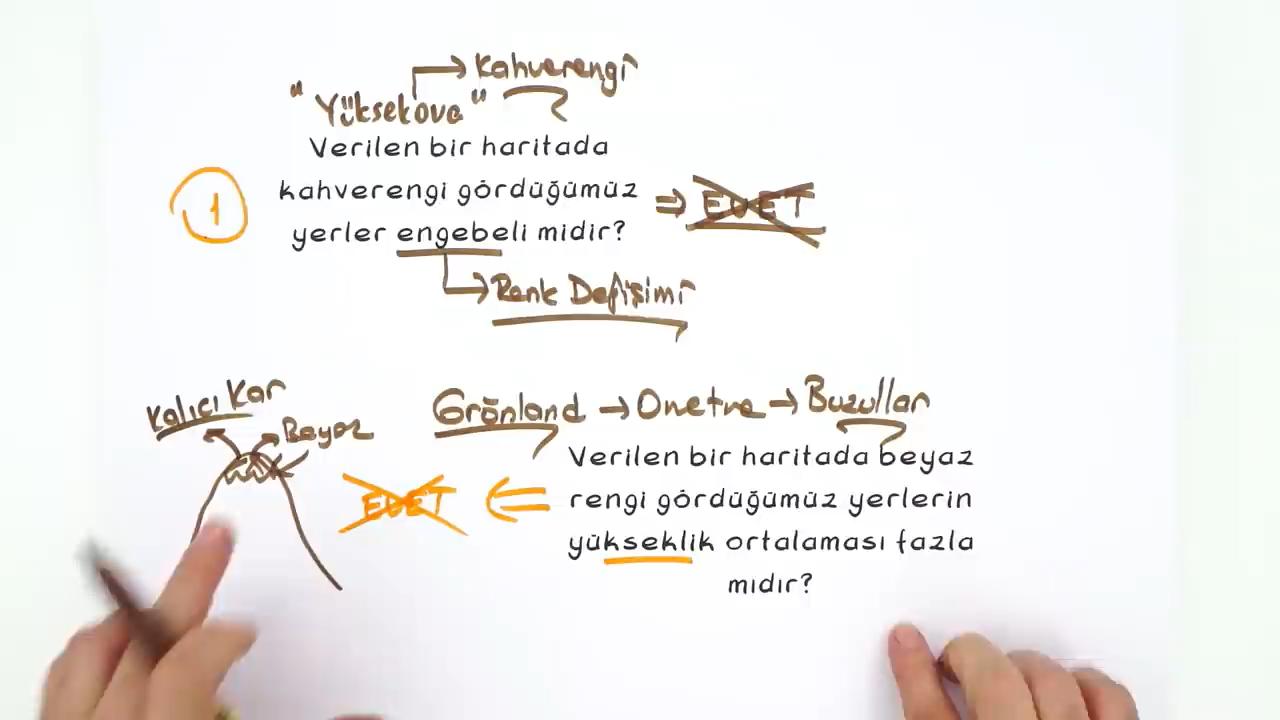 → Kahverengi
"Yüksekova"
Verilen bir haritada
kahverengi gördüğümüz
yerler engebeli midir?
⇒ EVET
1
→ Renk Değişimi
Kalıcı Kar
Beyaz
Grönland → Onetre → Buzullar
Verilen bir haritada beyaz
rengi gördüğümüz yerlerin
yükseklik ortalaması fazla
mıdır?
EVET ⇐